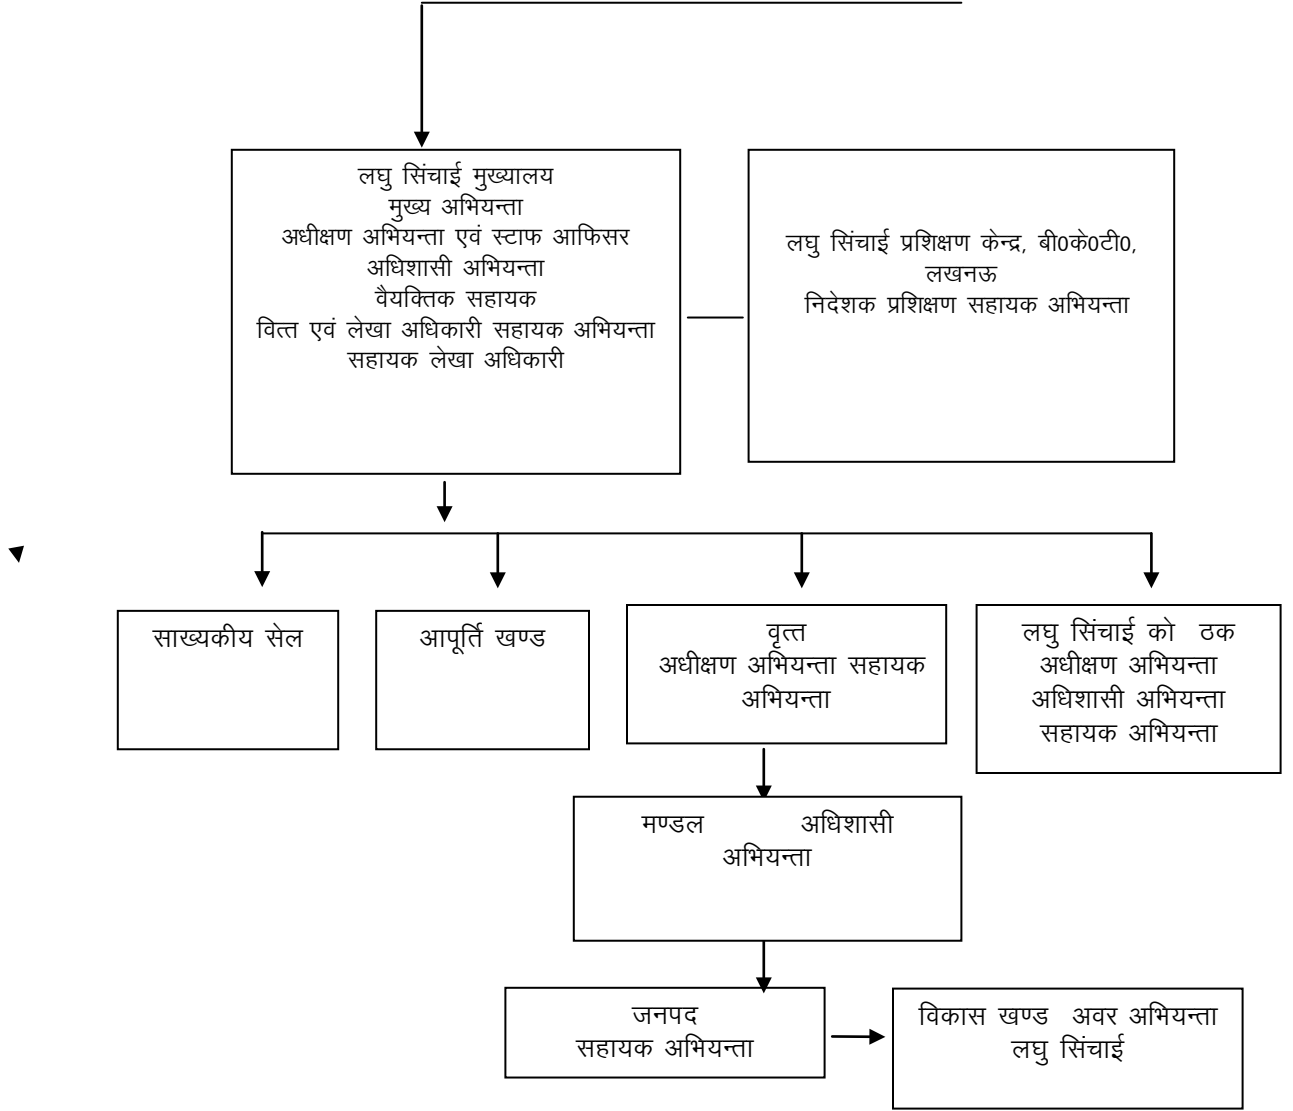 लघु सिंचाई मुख्यालय
मुख्य अभियन्ता
अधीक्षण अभियन्ता एवं स्टाफ आफिसर
अधिशासी अभियन्ता
वैयक्तिक सहायक
वित्त एवं लेखा अधिकारी सहायक अभियन्ता
सहायक लेखा अधिकारी
लघु सिंचाई प्रशिक्षण केन्द्र, बी0के0टी0,
लखनऊ
निदेशक प्रशिक्षण सहायक अभियन्ता
साख्यकीय सेल
आपूर्ति खण्ड
वृत्त
अधीक्षण अभियन्ता सहायक
अभियन्ता
लघु सिंचाई को ठक
अधीक्षण अभियन्ता
अधिशासी अभियन्ता
सहायक अभियन्ता
मण्डल अधिशासी
अभियन्ता
जनपद
सहायक अभियन्ता
विकास खण्ड अवर अभियन्ता
लघु सिंचाई